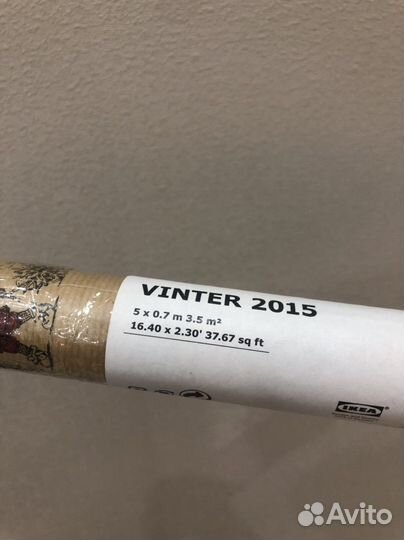 VINTER 2015
5 x 0.7 m 3.5 m²
16.40 x 2.30' 37.67 sq ft
IKEA
Avito